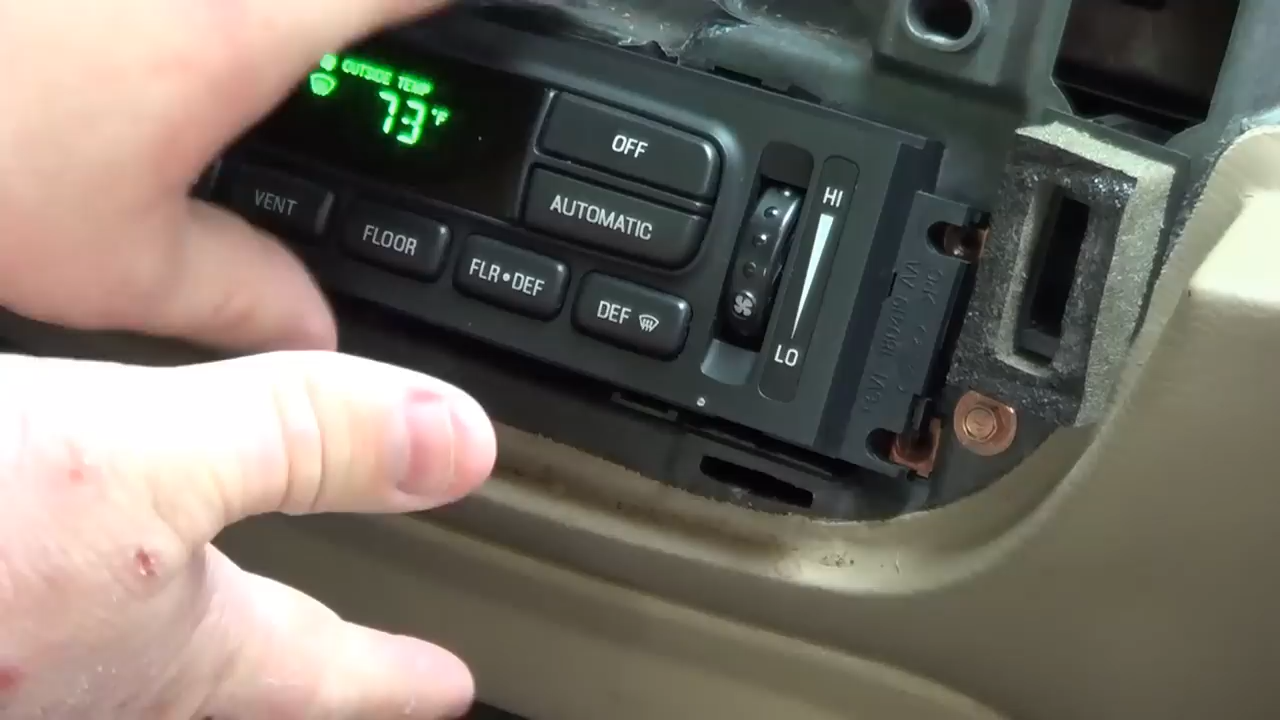 OUTSIDE TEMP
73°F
OFF
AUTOMATIC
VENT
FLOOR
FLR•DEF
DEF
HI
LO